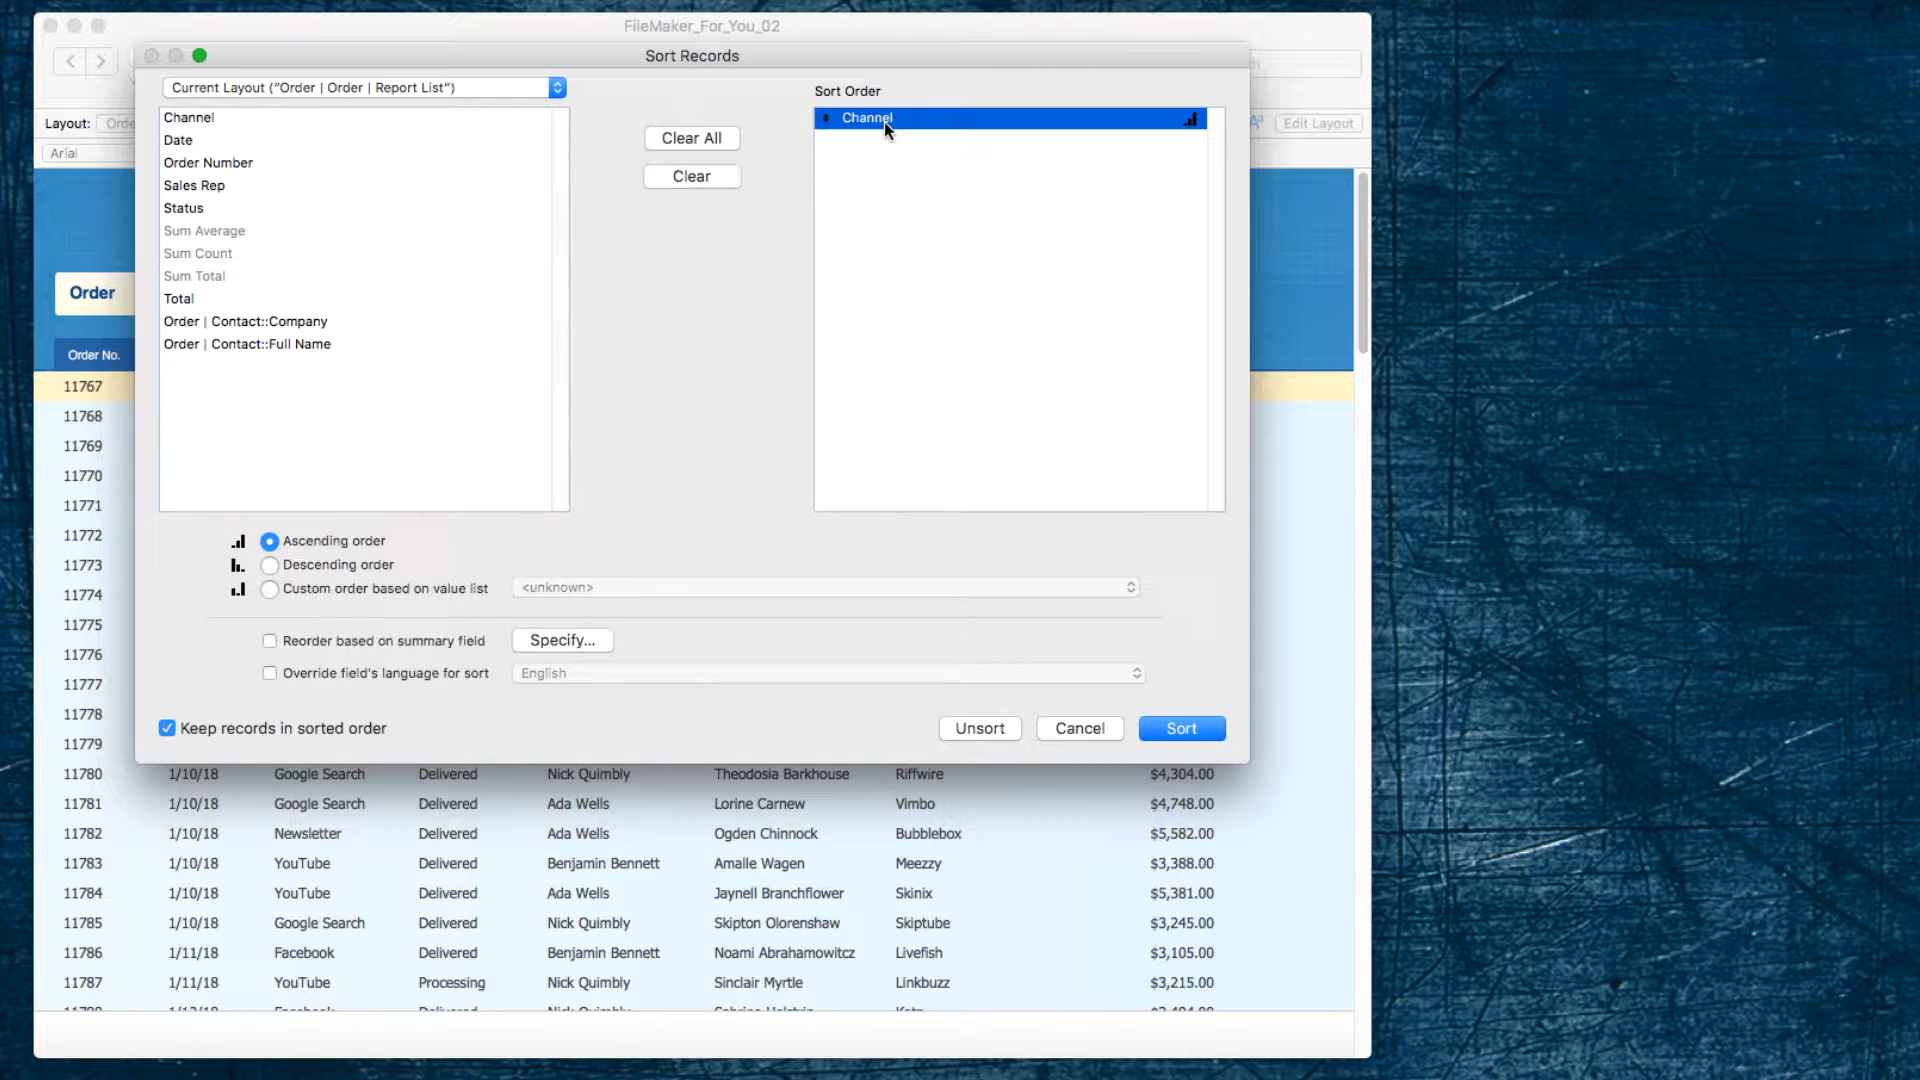 FileMaker_For_You_02
Sort Records
Current Layout ("Order | Order | Report List")
Sort Order
Channel
Date
Order Number
Sales Rep
Status
Sum Average
Sum Count
Sum Total
Total
Order | Contact::Company
Order | Contact::Full Name
Clear All
Clear
Channel
Layout:
Edit Layout
Arial
Order
Order No.
11767
11768
11769
11770
11771
11772
11773
11774
11775
11776
11777
11778
11779
Ascending order
Descending order
Custom order based on value list <unknown>
Reorder based on summary field Specify...
Override field's language for sort English
Keep records in sorted order Unsort Cancel Sort
11780 1/10/18 Google Search Delivered Nick Quimbly Theodosia Barkhouse Riffwire $4,304.00
11781 1/10/18 Google Search Delivered Ada Wells Lorine Carnew Vimbo $4,748.00
11782 1/10/18 Newsletter Delivered Ada Wells Ogden Chinnock Bubblebox $5,582.00
11783 1/10/18 YouTube Delivered Benjamin Bennett Amalle Wagen Meezzy $3,388.00
11784 1/10/18 YouTube Delivered Ada Wells Jaynell Branchflower Skinix $5,381.00
11785 1/10/18 Google Search Delivered Nick Quimbly Skipton Olorenshaw Skiptube $3,245.00
11786 1/11/18 Facebook Delivered Benjamin Bennett Noami Abrahamowitcz Livefish $3,105.00
11787 1/11/18 YouTube Processing Nick Quimbly Sinclair Myrtle Linkbuzz $3,215.00